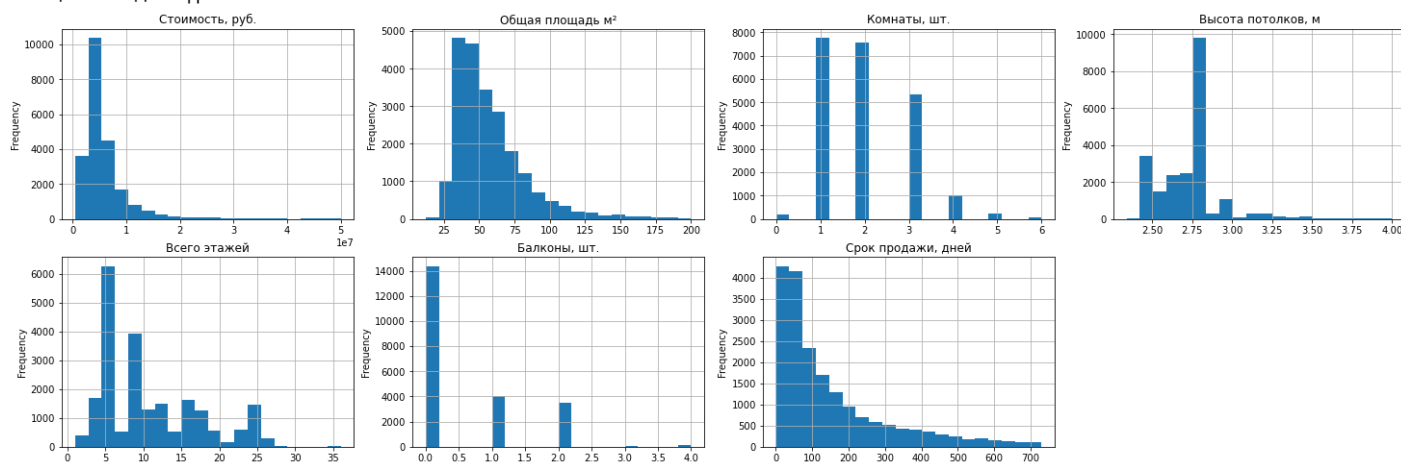 Стоимость, руб.
Frequency
10000
8000
6000
4000
2000
0
0 1 2 3 4 5
1e7
Общая площадь м²
5000
4000
3000
2000
1000
0
25 50 75 100 125 150 175 200
Комнаты, шт.
Frequency
8000
7000
6000
5000
4000
3000
2000
1000
0
0 1 2 3 4 5 6
Высота потолков, м
Frequency
10000
8000
6000
4000
2000
0
2.50 2.75 3.00 3.25 3.50 3.75 4.00
Всего этажей
Frequency
6000
5000
4000
3000
2000
1000
0
0 5 10 15 20 25 30 35
Балконы, шт.
14000
12000
10000
8000
6000
4000
2000
0
0.0 0.5 1.0 1.5 2.0 2.5 3.0 3.5 4.0
Срок продажи, дней
Frequency
4000
3500
3000
2500
2000
1500
1000
500
0
0 100 200 300 400 500 600 700